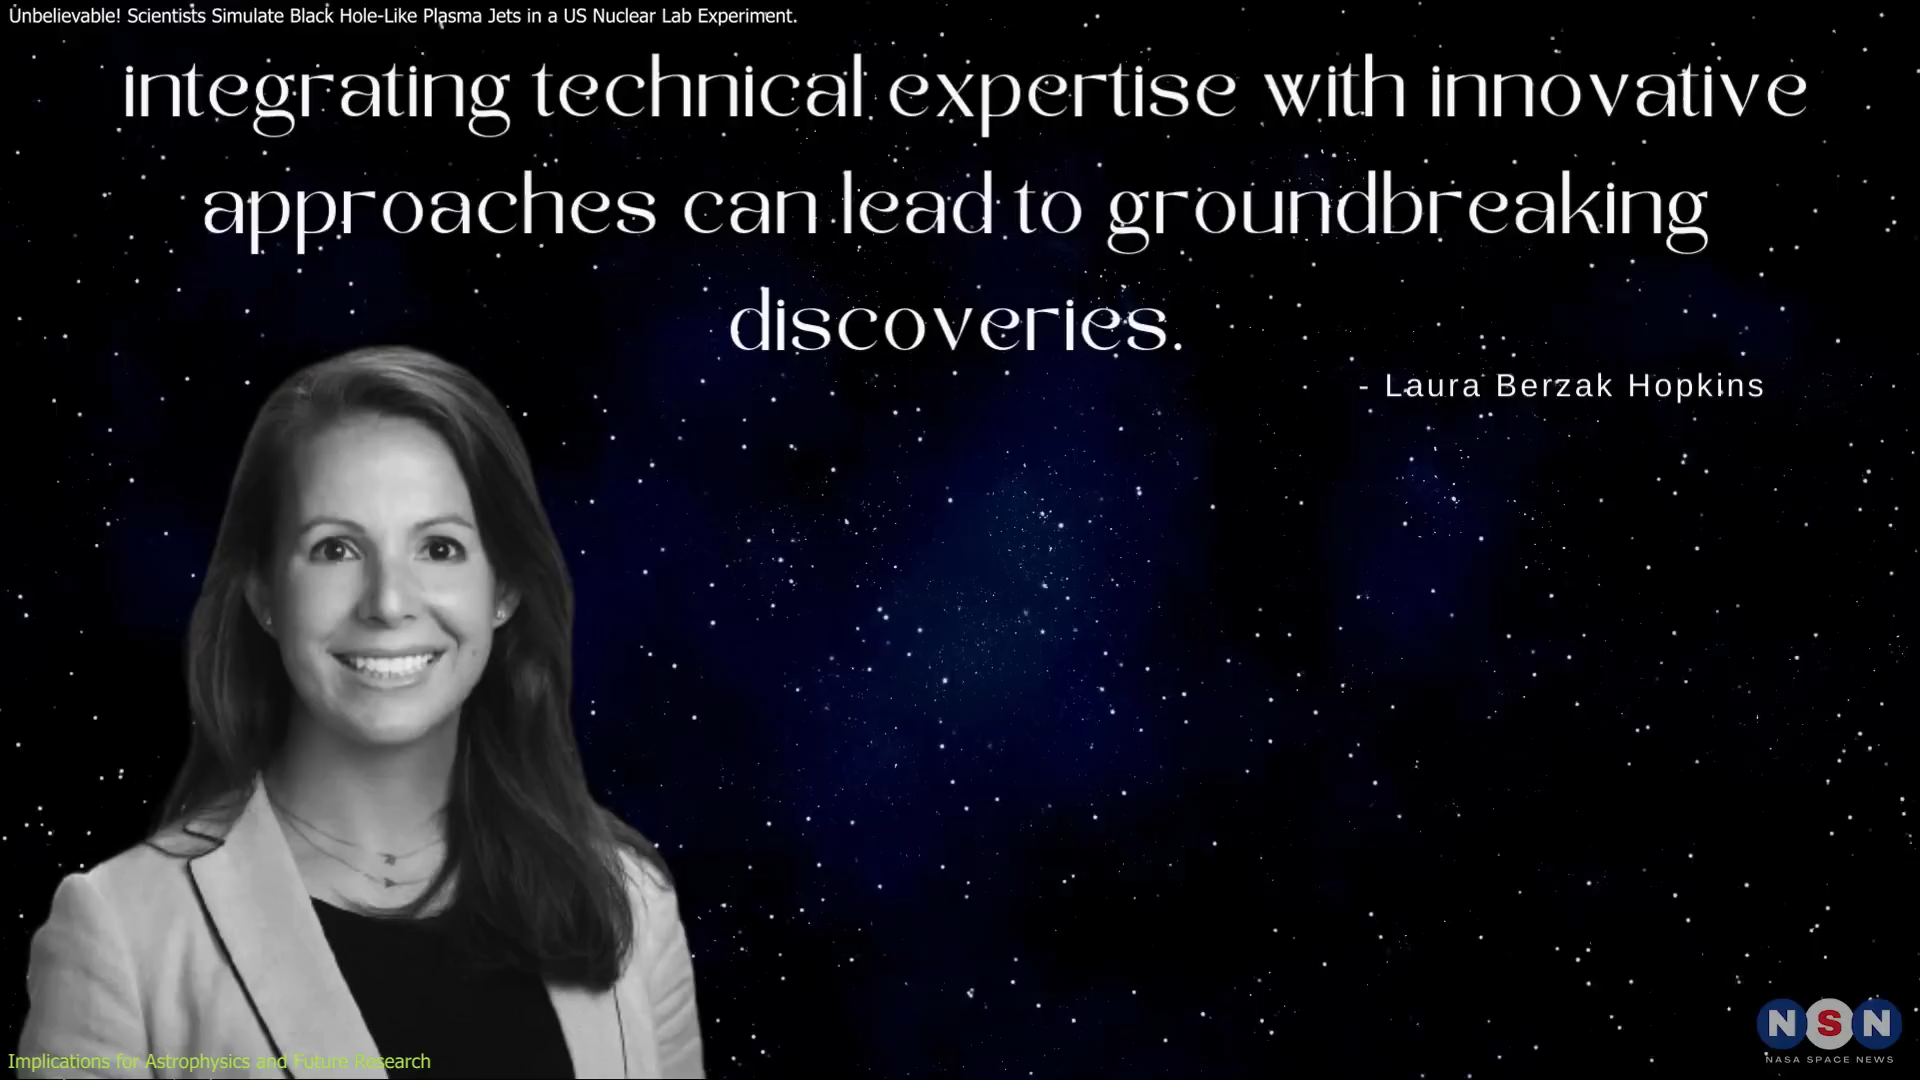 Unbelievable! Scientists Simulate Black Hole-Like Plasma Jets in a US Nuclear Lab Experiment.
integrating technical expertise with innovative
approaches can lead to groundbreaking
discoveries.
- Laura Berzak Hopkins
Implications for Astrophysics and Future Research
NSN
NASA SPACE NEWS